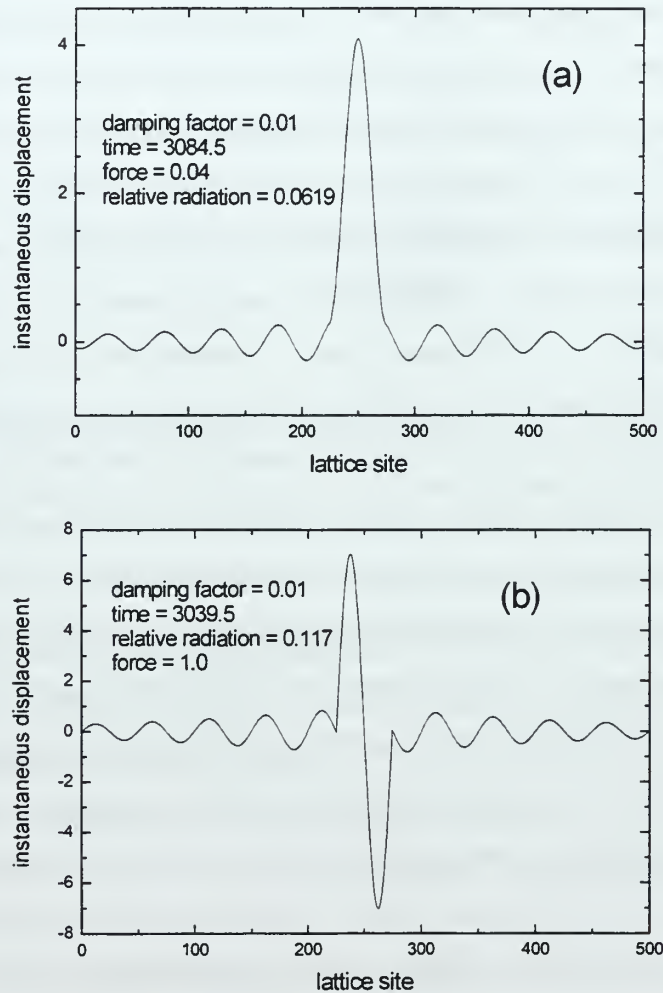 (a)
damping factor = 0.01
time = 3084.5
force = 0.04
relative radiation = 0.0619
instantaneous displacement
4
2
0
0 100 200 300 400 500
lattice site
(b)
damping factor = 0.01
time = 3039.5
relative radiation = 0.117
force = 1.0
instantaneous displacement
8
6
4
2
0
-2
-4
-6
-8
0 100 200 300 400 500
lattice site